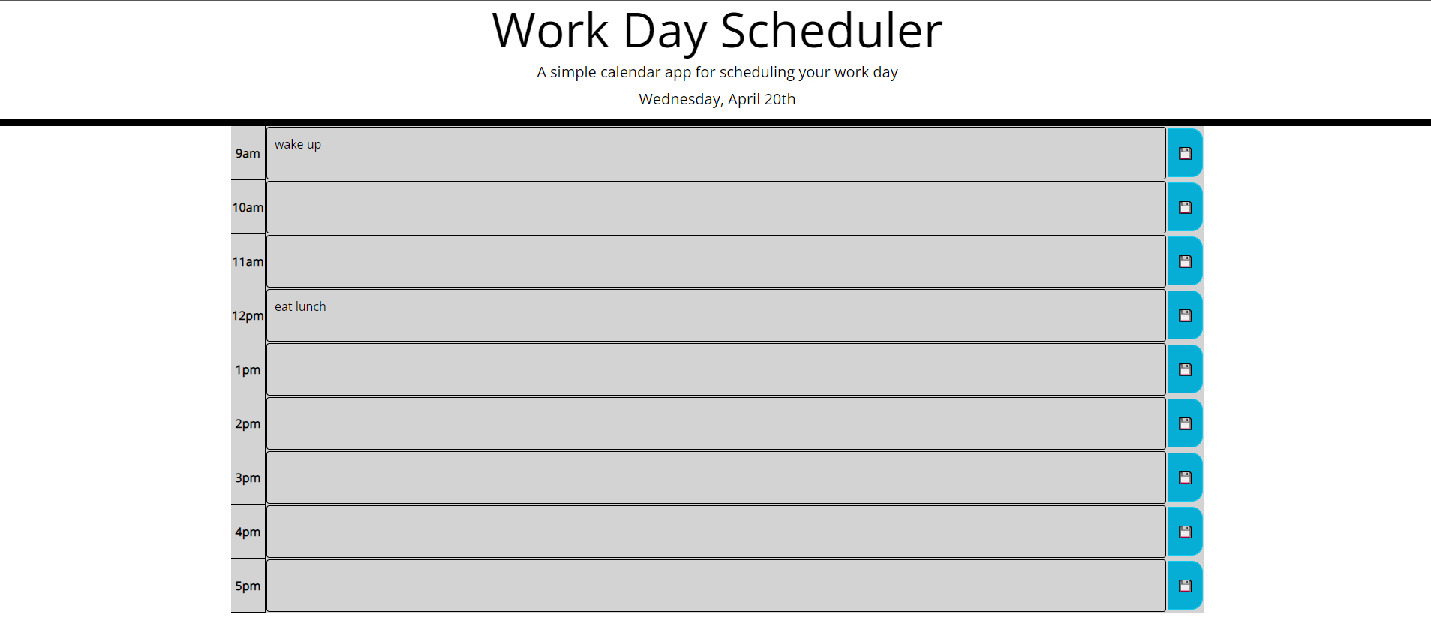 Work Day Scheduler
A simple calendar app for scheduling your work day
Wednesday, April 20th
9am wake up
10am
11am
12pm eat lunch
1pm
2pm
3pm
4pm
5pm